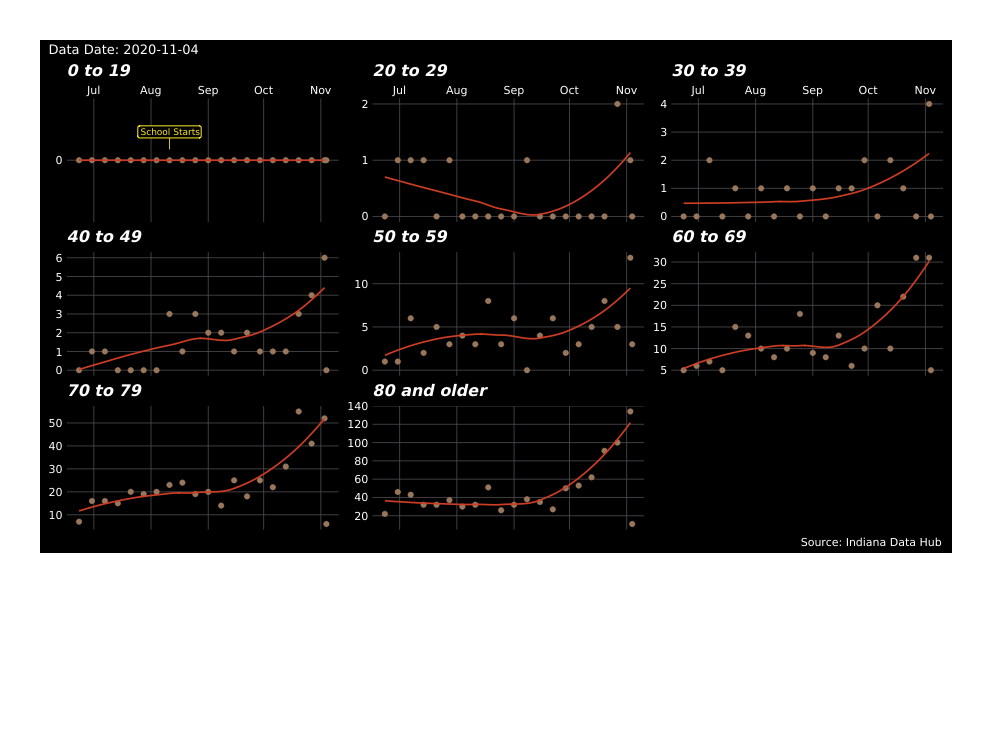 Data Date: 2020-11-04
0 to 19
20 to 29
30 to 39
Jul Aug Sep Oct Nov
Jul Aug Sep Oct Nov
Jul Aug Sep Oct Nov
School Starts
0
2
1
0
4
3
2
1
0
40 to 49
50 to 59
60 to 69
6
5
4
3
2
1
0
10
5
0
30
25
20
15
10
5
70 to 79
80 and older
50
40
30
20
10
140
120
100
80
60
40
20
Source: Indiana Data Hub